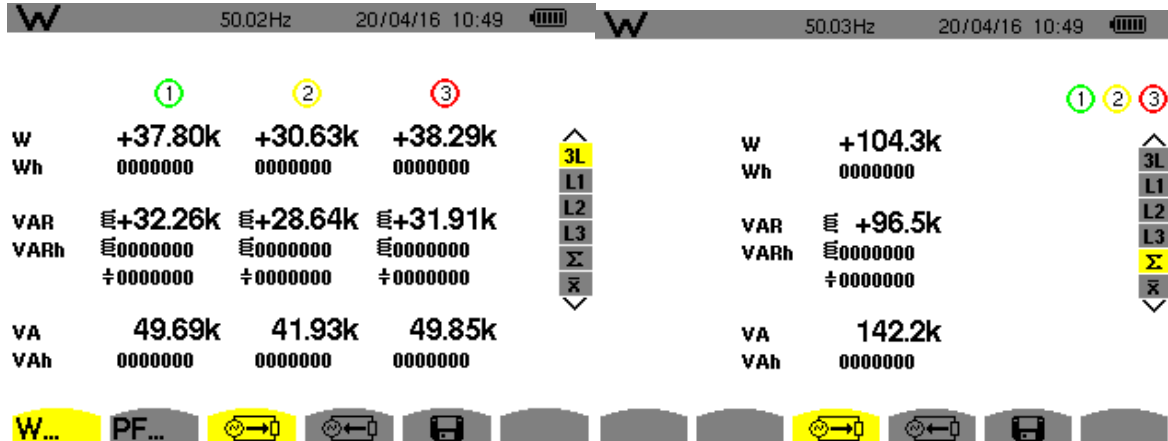 W 50.02Hz 20/04/16 10:49
1 2 3
W +37.80k +30.63k +38.29k
Wh 0000000 0000000 0000000
VAR +32.26k +28.64k +31.91k
VARh 0000000 0000000 0000000
÷0000000 ÷0000000 ÷0000000
VA 49.69k 41.93k 49.85k
VAh 0000000 0000000 0000000
3L
L1
L2
L3
Σ
x̅
W... PF...
W 50.03Hz 20/04/16 10:49
1 2 3
W +104.3k
Wh 0000000
VAR +96.5k
VARh 0000000
÷0000000
VA 142.2k
VAh 0000000
3L
L1
L2
L3
Σ
x̅